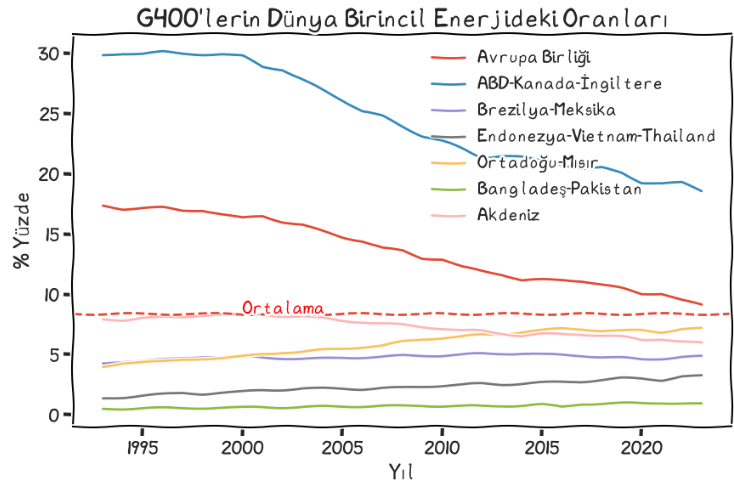 G400'lerin Dünya Birincil Enerjideki Oranları
30
25
20
15
10
5
0
% Yüzde
Avrupa Birliği
ABD-Kanada-İngiltere
Brezilya-Meksika
Endonezya-Vietnam-Thailand
Ortadoğu-Mısır
Bangladeş-Pakistan
Akdeniz
Ortalama
1995 2000 2005 2010 2015 2020
Yıl